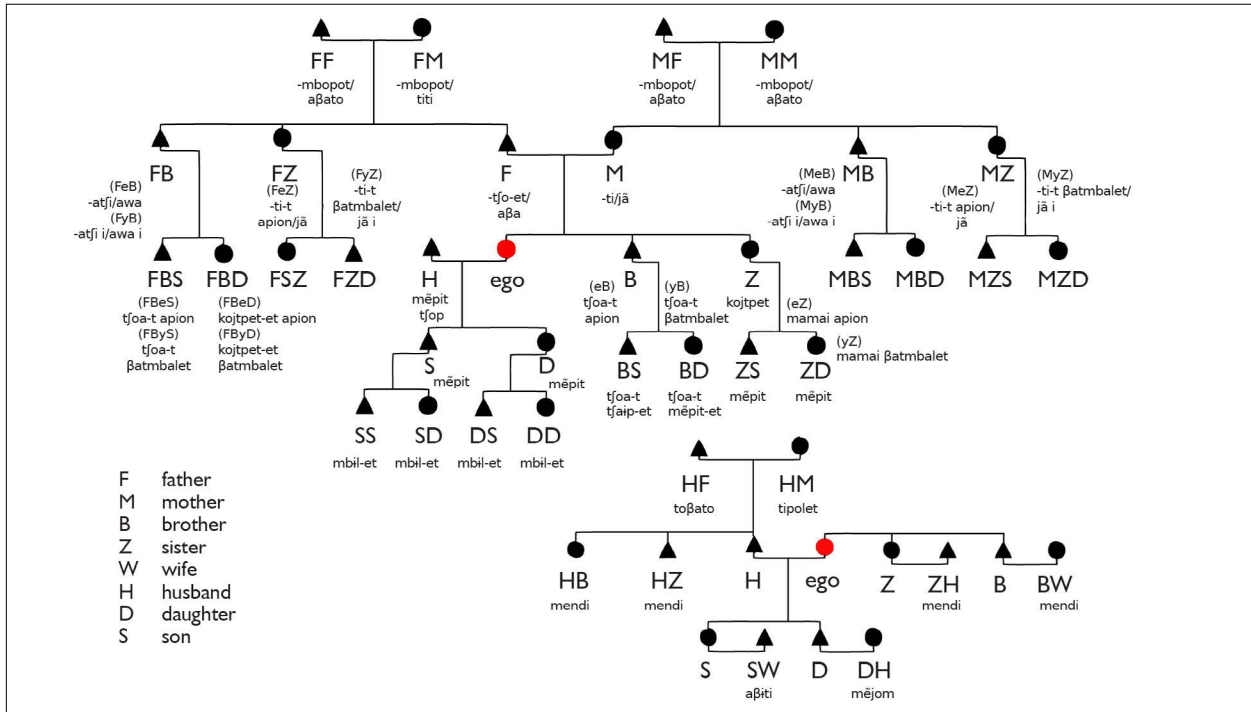 FF
FM
MF
MM
-mbopot/
aβato
-mbopot/
titi
-mbopot/
aβato
-mbopot/
aβato
FB
(FeB)
-atʃi/awa
(FyB)
-atʃi i/awa i
FZ
(FeZ)
-ti-t
apion/jã
(FyZ)
-ti-t
βatmbalet/
jã i
F
-tʃo-et/
aβa
M
-ti/jã
MB
(MeB)
-atʃi/awa
(MyB)
-atʃi i/awa i
MZ
(MeZ)
-ti-t apion/
jã
(MyZ)
-ti-t
βatmbalet/
jã i
FBS
(FBeS)
tʃoa-t apion
(FByS)
tʃoa-t
βatmbalet
FBD
(FBeD)
kojtpet-et apion
(FByD)
kojtpet-et
βatmbalet
FSZ
FZD
H
mẽpit
tʃop
ego
B
(eB)
tʃoa-t
apion
(yB)
tʃoa-t
βatmbalet
Z
kojtpet
(eZ)
mamai apion
(yZ)
mamai βatmbalet
MBS
MBD
MZS
MZD
S
mẽpit
D
mẽpit
BS
tʃoa-t
tʃaɨp-et
BD
tʃoa-t
mẽpit-et
ZS
mẽpit
ZD
mẽpit
SS
mbɨl-et
SD
mbɨl-et
DS
mbɨl-et
DD
mbɨl-et
F father
M mother
B brother
Z sister
W wife
H husband
D daughter
S son
HF
toβato
HM
tipolet
HB
mendi
HZ
mendi
H
ego
Z
ZH
mendi
B
BW
mendi
S
SW
aβɨti
D
DH
mẽjom